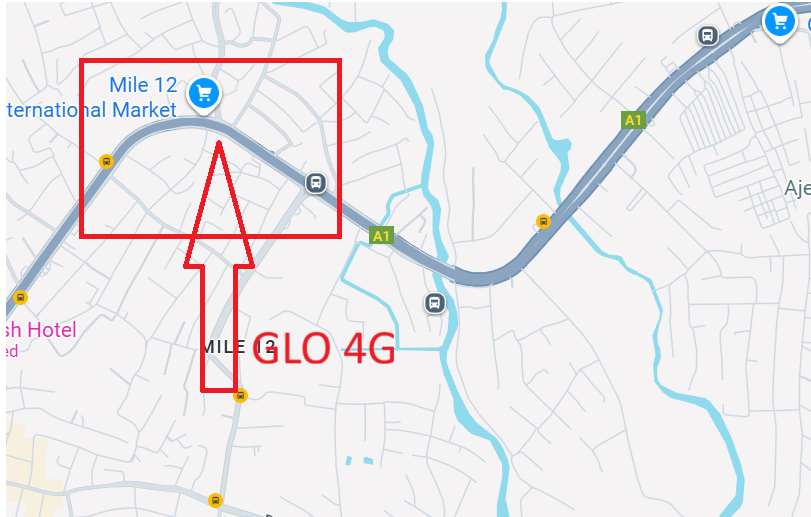 Mile 12
ternational Market
A1
Aje
A1
sh Hotel
ed
MILE 12
GLO 4G